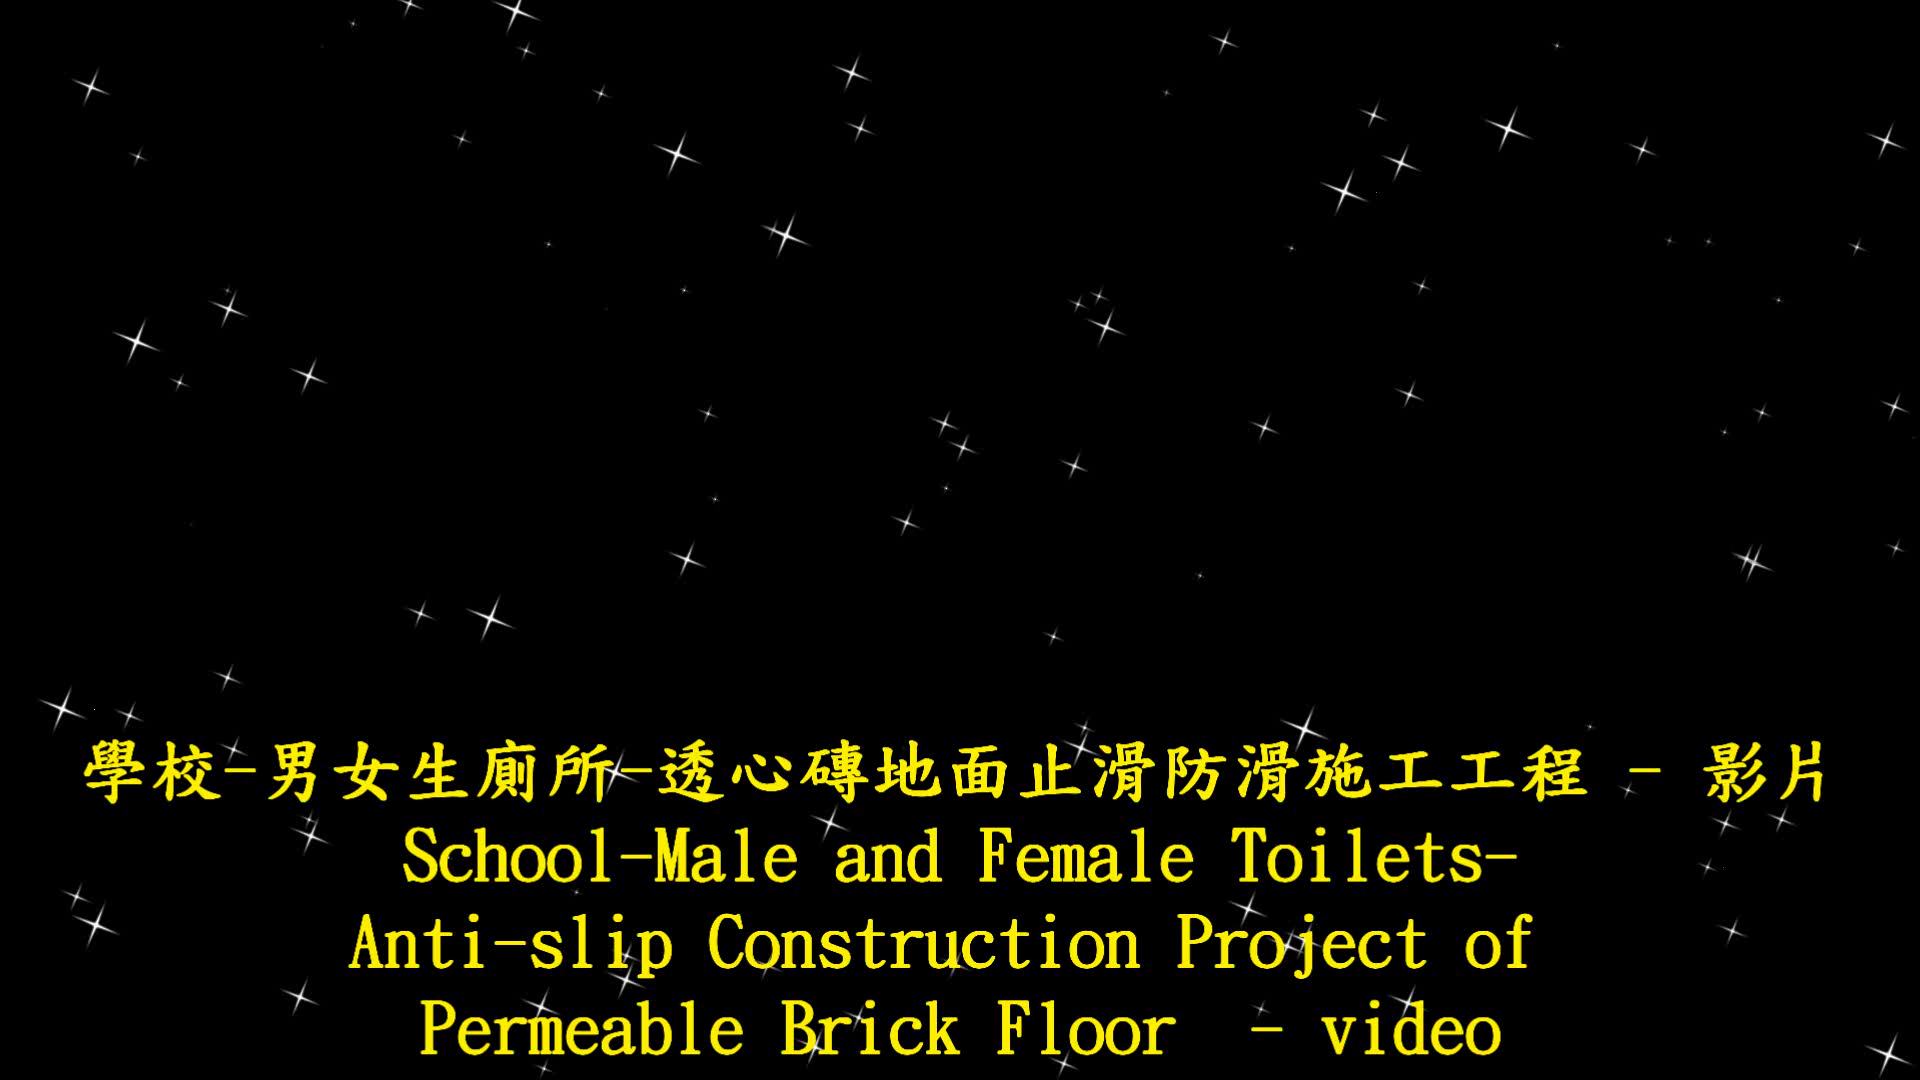 學校-男女生廁所-透心磚地面止滑防滑施工工程 - 影片
School-Male and Female Toilets-
Anti-slip Construction Project of
Permeable Brick Floor  - video